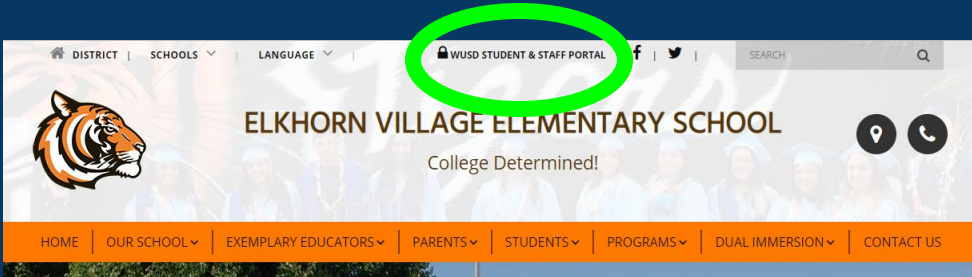 DISTRICT | SCHOOLS | LANGUAGE | WUSD STUDENT & STAFF PORTAL f | | SEARCH
ELKHORN VILLAGE ELEMENTARY SCHOOL
College Determined!
HOME | OUR SCHOOL | EXEMPLARY EDUCATORS | PARENTS | STUDENTS | PROGRAMS | DUAL IMMERSION | CONTACT US